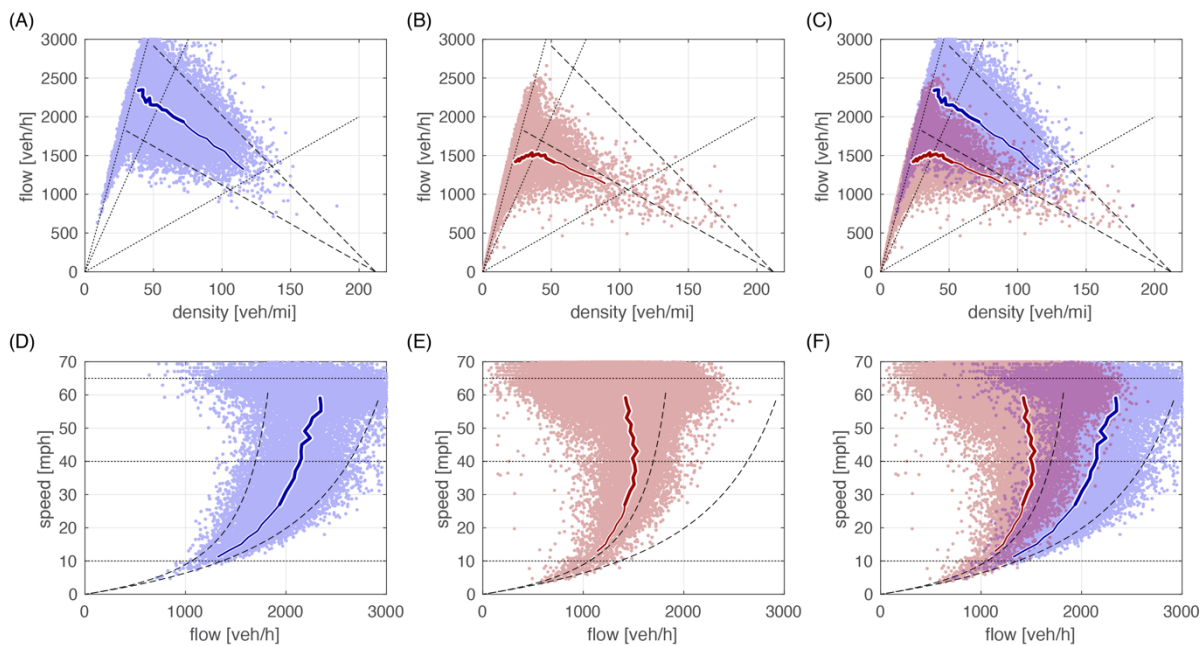 (A) (B) (C)
3000 3000 3000
2500 2500 2500
2000 2000 2000
1500 1500 1500
1000 1000 1000
500 500 500
0 0 0
flow [veh/h] flow [veh/h] flow [veh/h]
0 50 100 150 200 0 50 100 150 200 0 50 100 150 200
density [veh/mi] density [veh/mi] density [veh/mi]
(D) (E) (F)
70 70 70
60 60 60
50 50 50
40 40 40
30 30 30
20 20 20
10 10 10
0 0 0
speed [mph] speed [mph] speed [mph]
0 1000 2000 3000 0 1000 2000 3000 0 1000 2000 3000
flow [veh/h] flow [veh/h] flow [veh/h]